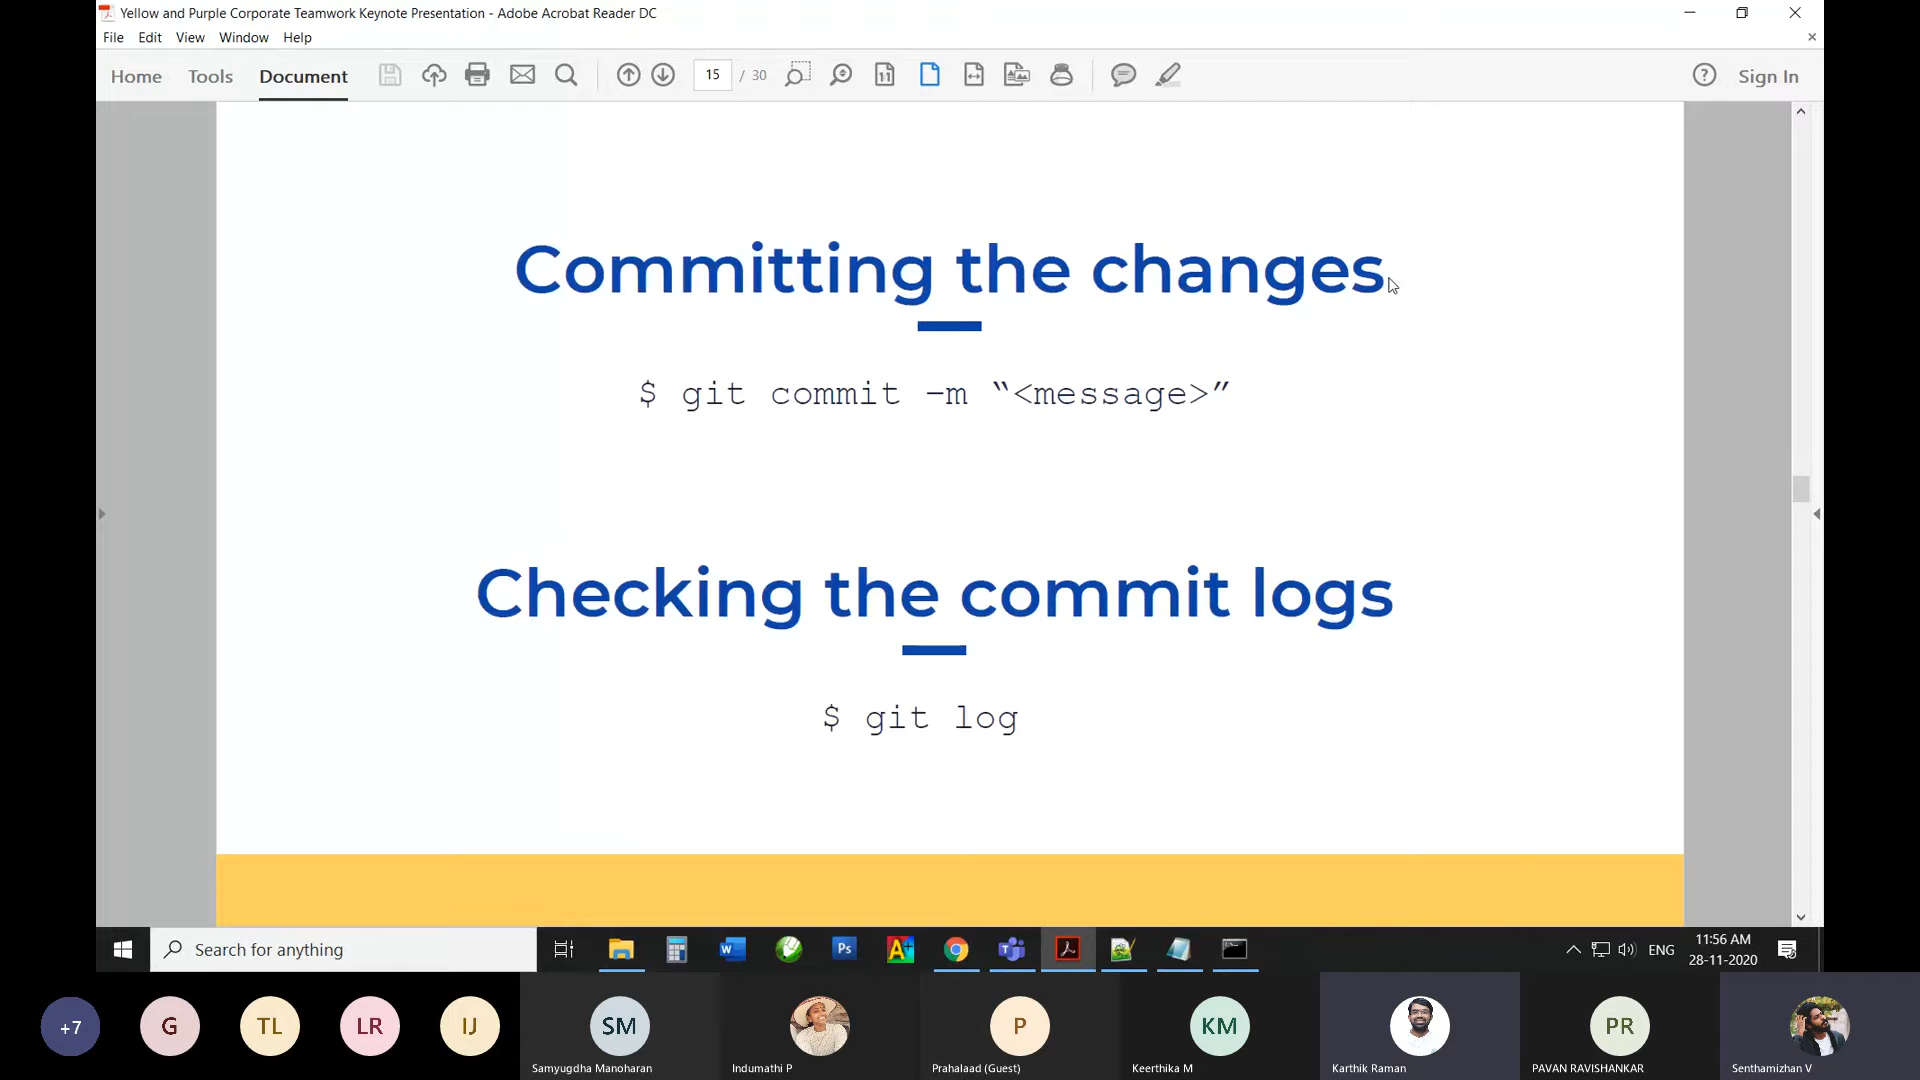 Yellow and Purple Corporate Teamwork Keynote Presentation - Adobe Acrobat Reader DC
File Edit View Window Help
Home Tools Document 15 / 30 Sign In
Committing the changes
$ git commit -m “<message>”
Checking the commit logs
$ git log
Search for anything
ENG
11:56 AM
28-11-2020
+7 G TL LR IJ SM P KM PR
Samyugdha Manoharan Indumathi P Prahalaad (Guest) Keerthika M Karthik Raman PAVAN RAVISHANKAR Senthamizhan V